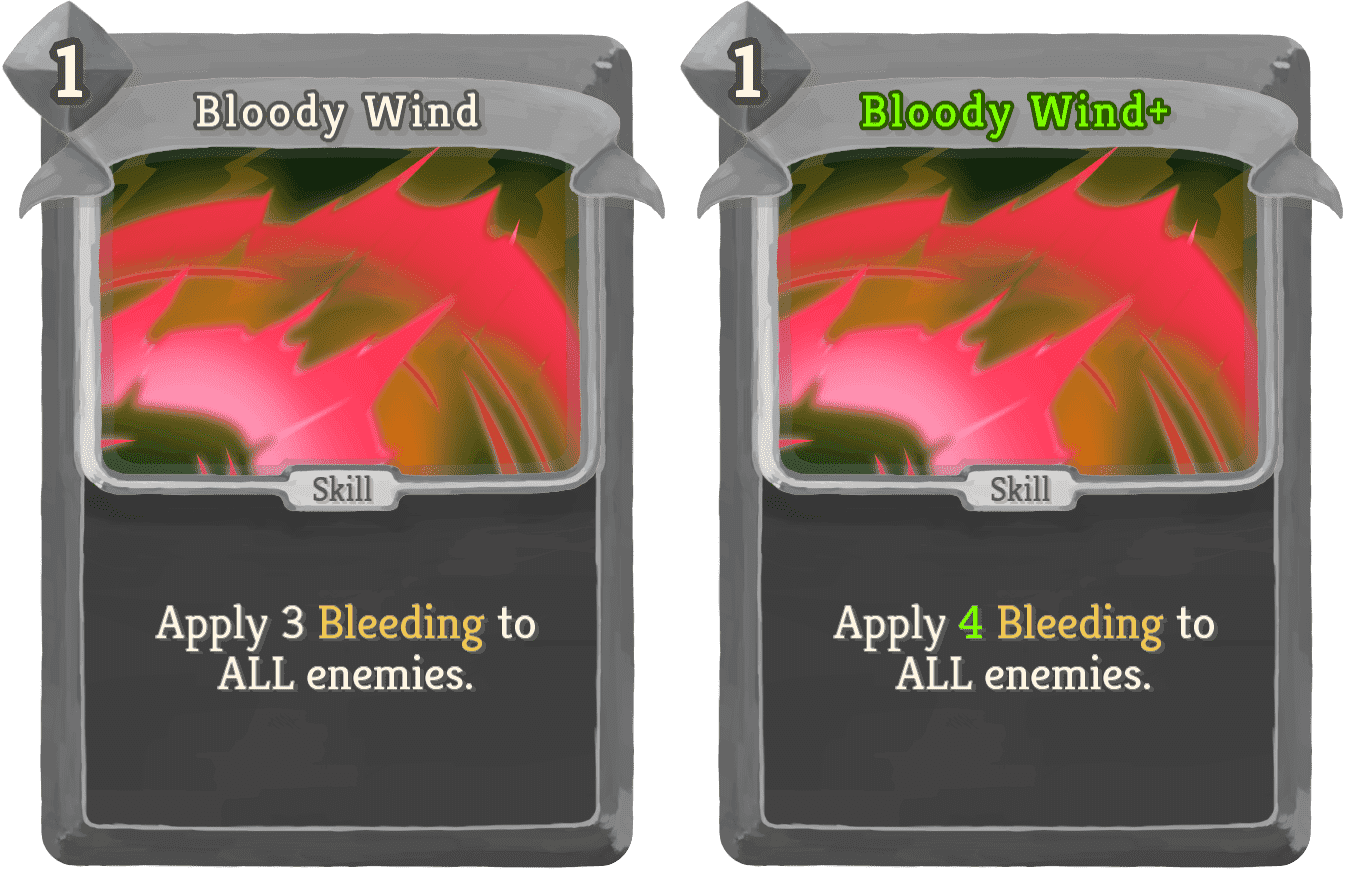 1
Bloody Wind
Skill
Apply 3 Bleeding to
ALL enemies.
1
Bloody Wind+
Skill
Apply 4 Bleeding to
ALL enemies.